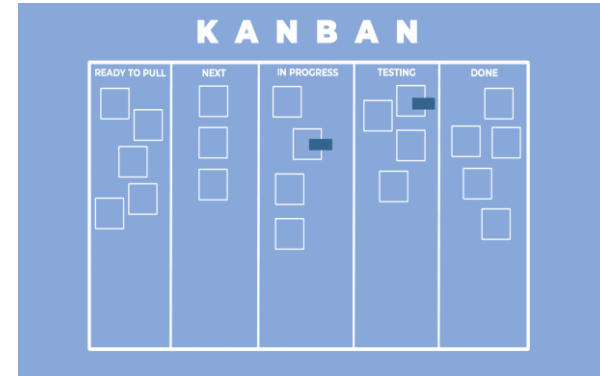 KANBAN
READY TO PULL
NEXT
IN PROGRESS
TESTING
DONE